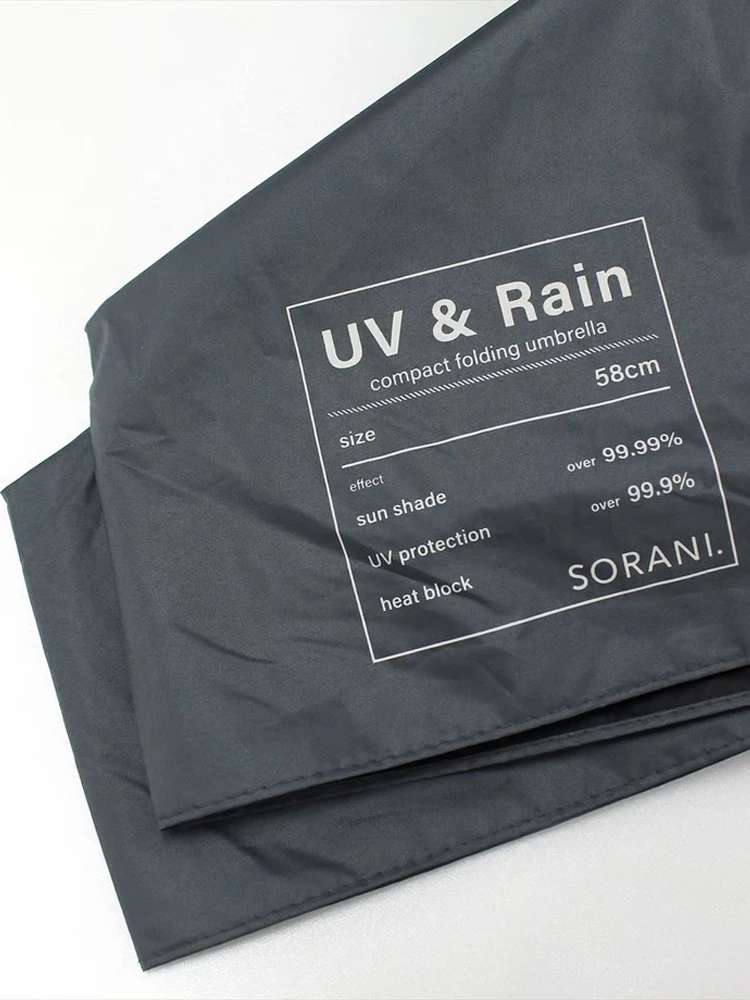 UV & Rain
compact folding umbrella
size 58cm
effect
sun shade over 99.99%
UV protection over 99.9%
heat block
SORANI.